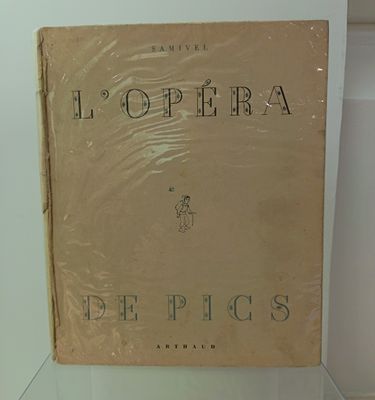 SAMIVEL
L'OPÉRA
DE PICS
ARTHAUD